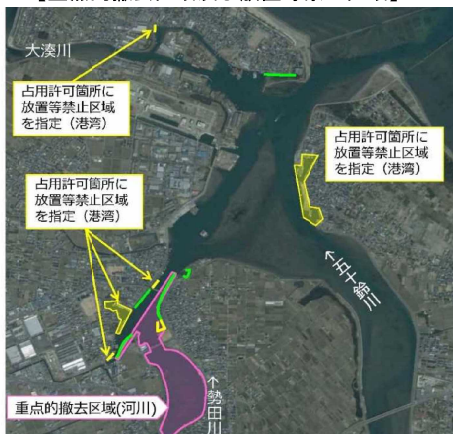 大湊川
占用許可箇所に
放置等禁止区域
を指定（港湾）
占用許可箇所に
放置等禁止区域
を指定（港湾）
占用許可箇所に
放置等禁止区域
を指定（港湾）
↑五十鈴川
重点的撤去区域(河川)
↑勢田川